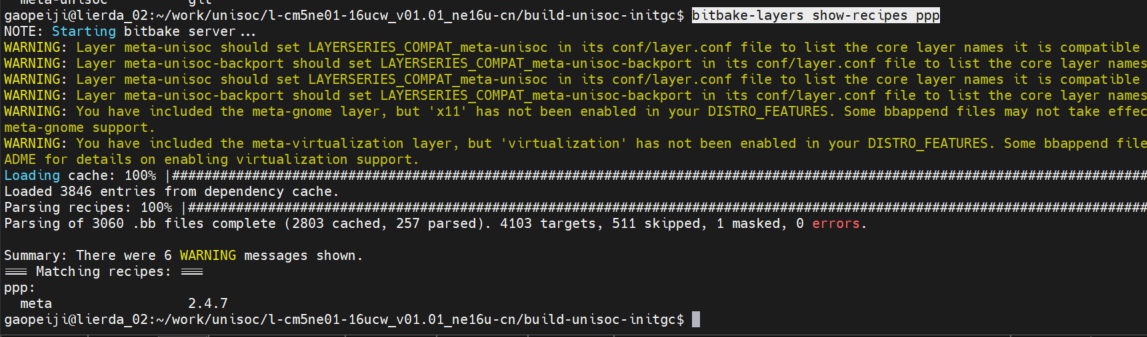 meta-unisoc          git
gaopeiji@lierda_02:~/work/unisoc/l-cm5ne01-16ucw_v01.01_ne16u-cn/build-unisoc-initgc$ bitbake-layers show-recipes ppp
NOTE: Starting bitbake server...
WARNING: Layer meta-unisoc should set LAYERSERIES_COMPAT_meta-unisoc in its conf/layer.conf file to list the core layer names it is compatible
WARNING: Layer meta-unisoc-backport should set LAYERSERIES_COMPAT_meta-unisoc-backport in its conf/layer.conf file to list the core layer names
WARNING: Layer meta-unisoc should set LAYERSERIES_COMPAT_meta-unisoc in its conf/layer.conf file to list the core layer names it is compatible
WARNING: Layer meta-unisoc-backport should set LAYERSERIES_COMPAT_meta-unisoc-backport in its conf/layer.conf file to list the core layer names
WARNING: You have included the meta-gnome layer, but 'x11' has not been enabled in your DISTRO_FEATURES. Some bbappend files may not take effec
meta-gnome support.
WARNING: You have included the meta-virtualization layer, but 'virtualization' has not been enabled in your DISTRO_FEATURES. Some bbappend file
ADME for details on enabling virtualization support.
Loading cache: 100% |##########################################################################################################################
Loaded 3846 entries from dependency cache.
Parsing recipes: 100% |########################################################################################################################
Parsing of 3060 .bb files complete (2803 cached, 257 parsed). 4103 targets, 511 skipped, 1 masked, 0 errors.
Summary: There were 6 WARNING messages shown.
=== Matching recipes: ===
ppp:
  meta                 2.4.7
gaopeiji@lierda_02:~/work/unisoc/l-cm5ne01-16ucw_v01.01_ne16u-cn/build-unisoc-initgc$